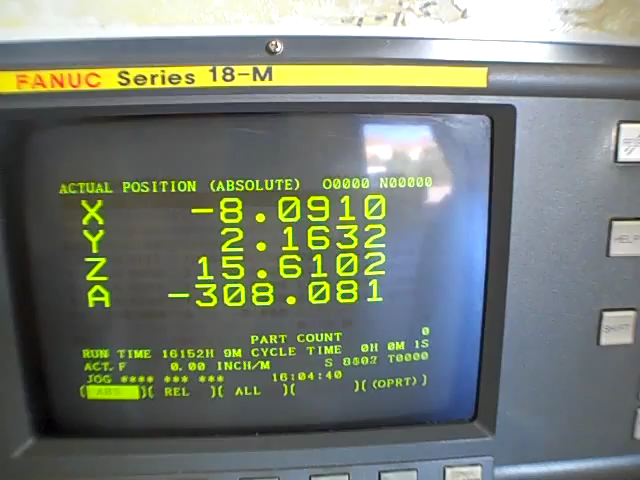 FANUC Series 18-M
ACTUAL POSITION (ABSOLUTE) O0000 N00000
X -8.0910
Y 2.1632
Z 15.6102
A -308.081
PART COUNT 0
RUN TIME 16152H 9M CYCLE TIME 0H 0M 1S
ACT.F 0.00 INCH/M S 8802 T0000
JOG **** *** *** 16:04:40
[ ABS )( REL )( ALL )( )( (OPRT) )
HELP
SHIFT